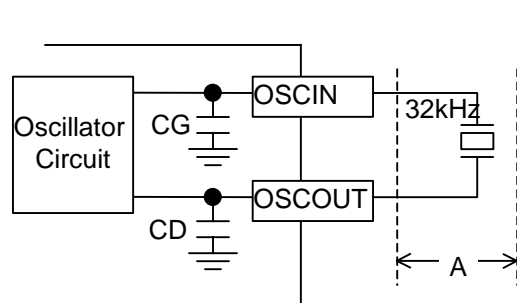 OSCIN
32kHz
Oscillator
Circuit
CG
OSCOUT
CD
A